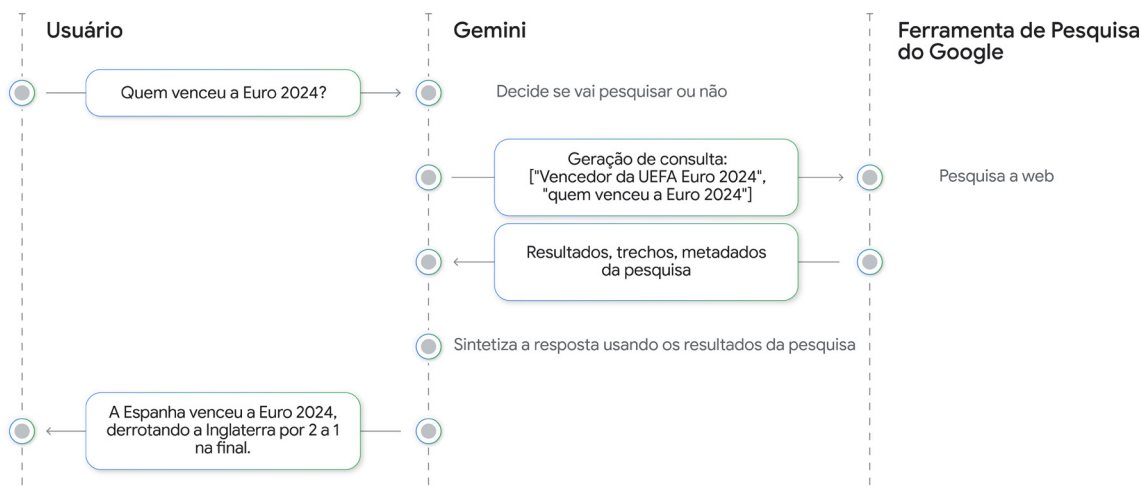 Usuário
Gemini
Ferramenta de Pesquisa
do Google
Quem venceu a Euro 2024?
Decide se vai pesquisar ou não
Geração de consulta:
["Vencedor da UEFA Euro 2024",
"quem venceu a Euro 2024"]
Pesquisa a web
Resultados, trechos, metadados
da pesquisa
Sintetiza a resposta usando os resultados da pesquisa
A Espanha venceu a Euro 2024,
derrotando a Inglaterra por 2 a 1
na final.